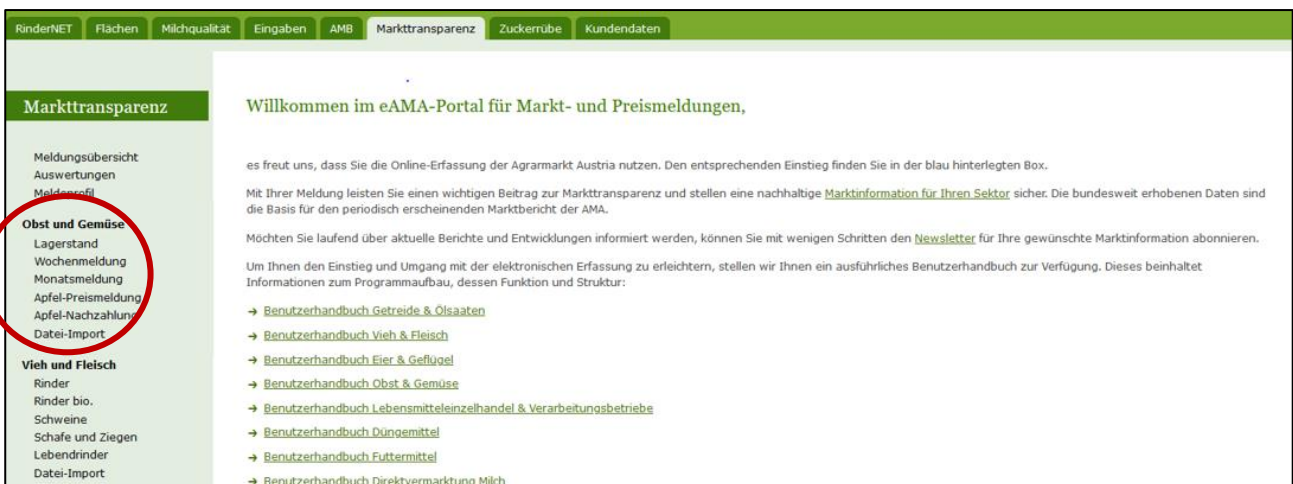 RinderNET Flächen Milchqualität Eingaben AMB Markttransparenz Zuckerrübe Kundendaten
Markttransparenz
Meldungsübersicht
Auswertungen
Meldeprofil
Obst und Gemüse
Lagerstand
Wochenmeldung
Monatsmeldung
Apfel-Preismeldung
Apfel-Nachzahlung
Datei-Import
Vieh und Fleisch
Rinder
Rinder bio.
Schweine
Schafe und Ziegen
Lebendrinder
Datei-Import
Willkommen im eAMA-Portal für Markt- und Preismeldungen,
es freut uns, dass Sie die Online-Erfassung der Agrarmarkt Austria nutzen. Den entsprechenden Einstieg finden Sie in der blau hinterlegten Box.
Mit Ihrer Meldung leisten Sie einen wichtigen Beitrag zur Markttransparenz und stellen eine nachhaltige Marktinformation für Ihren Sektor sicher. Die bundesweit erhobenen Daten sind
die Basis für den periodisch erscheinenden Marktbericht der AMA.
Möchten Sie laufend über aktuelle Berichte und Entwicklungen informiert werden, können Sie mit wenigen Schritten den Newsletter für Ihre gewünschte Marktinformation abonnieren.
Um Ihnen den Einstieg und Umgang mit der elektronischen Erfassung zu erleichtern, stellen wir Ihnen ein ausführliches Benutzerhandbuch zur Verfügung. Dieses beinhaltet
Informationen zum Programmaufbau, dessen Funktion und Struktur:
→ Benutzerhandbuch Getreide & Ölsaaten
→ Benutzerhandbuch Vieh & Fleisch
→ Benutzerhandbuch Eier & Geflügel
→ Benutzerhandbuch Obst & Gemüse
→ Benutzerhandbuch Lebensmitteleinzelhandel & Verarbeitungsbetriebe
→ Benutzerhandbuch Düngemittel
→ Benutzerhandbuch Futtermittel
→ Benutzerhandbuch Direktvermarktung Milch